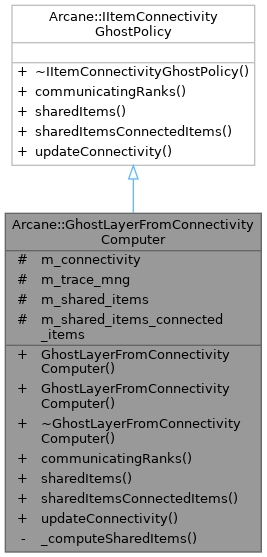 Arcane::IItemConnectivity
GhostPolicy
+ ~IItemConnectivityGhostPolicy()
+ communicatingRanks()
+ sharedItems()
+ sharedItemsConnectedItems()
+ updateConnectivity()
Arcane::GhostLayerFromConnectivity
Computer
# m_connectivity
# m_trace_mng
# m_shared_items
# m_shared_items_connected
_items
+ GhostLayerFromConnectivity
Computer()
+ GhostLayerFromConnectivity
Computer()
+ ~GhostLayerFromConnectivity
Computer()
+ communicatingRanks()
+ sharedItems()
+ sharedItemsConnectedItems()
+ updateConnectivity()
- _computeSharedItems()